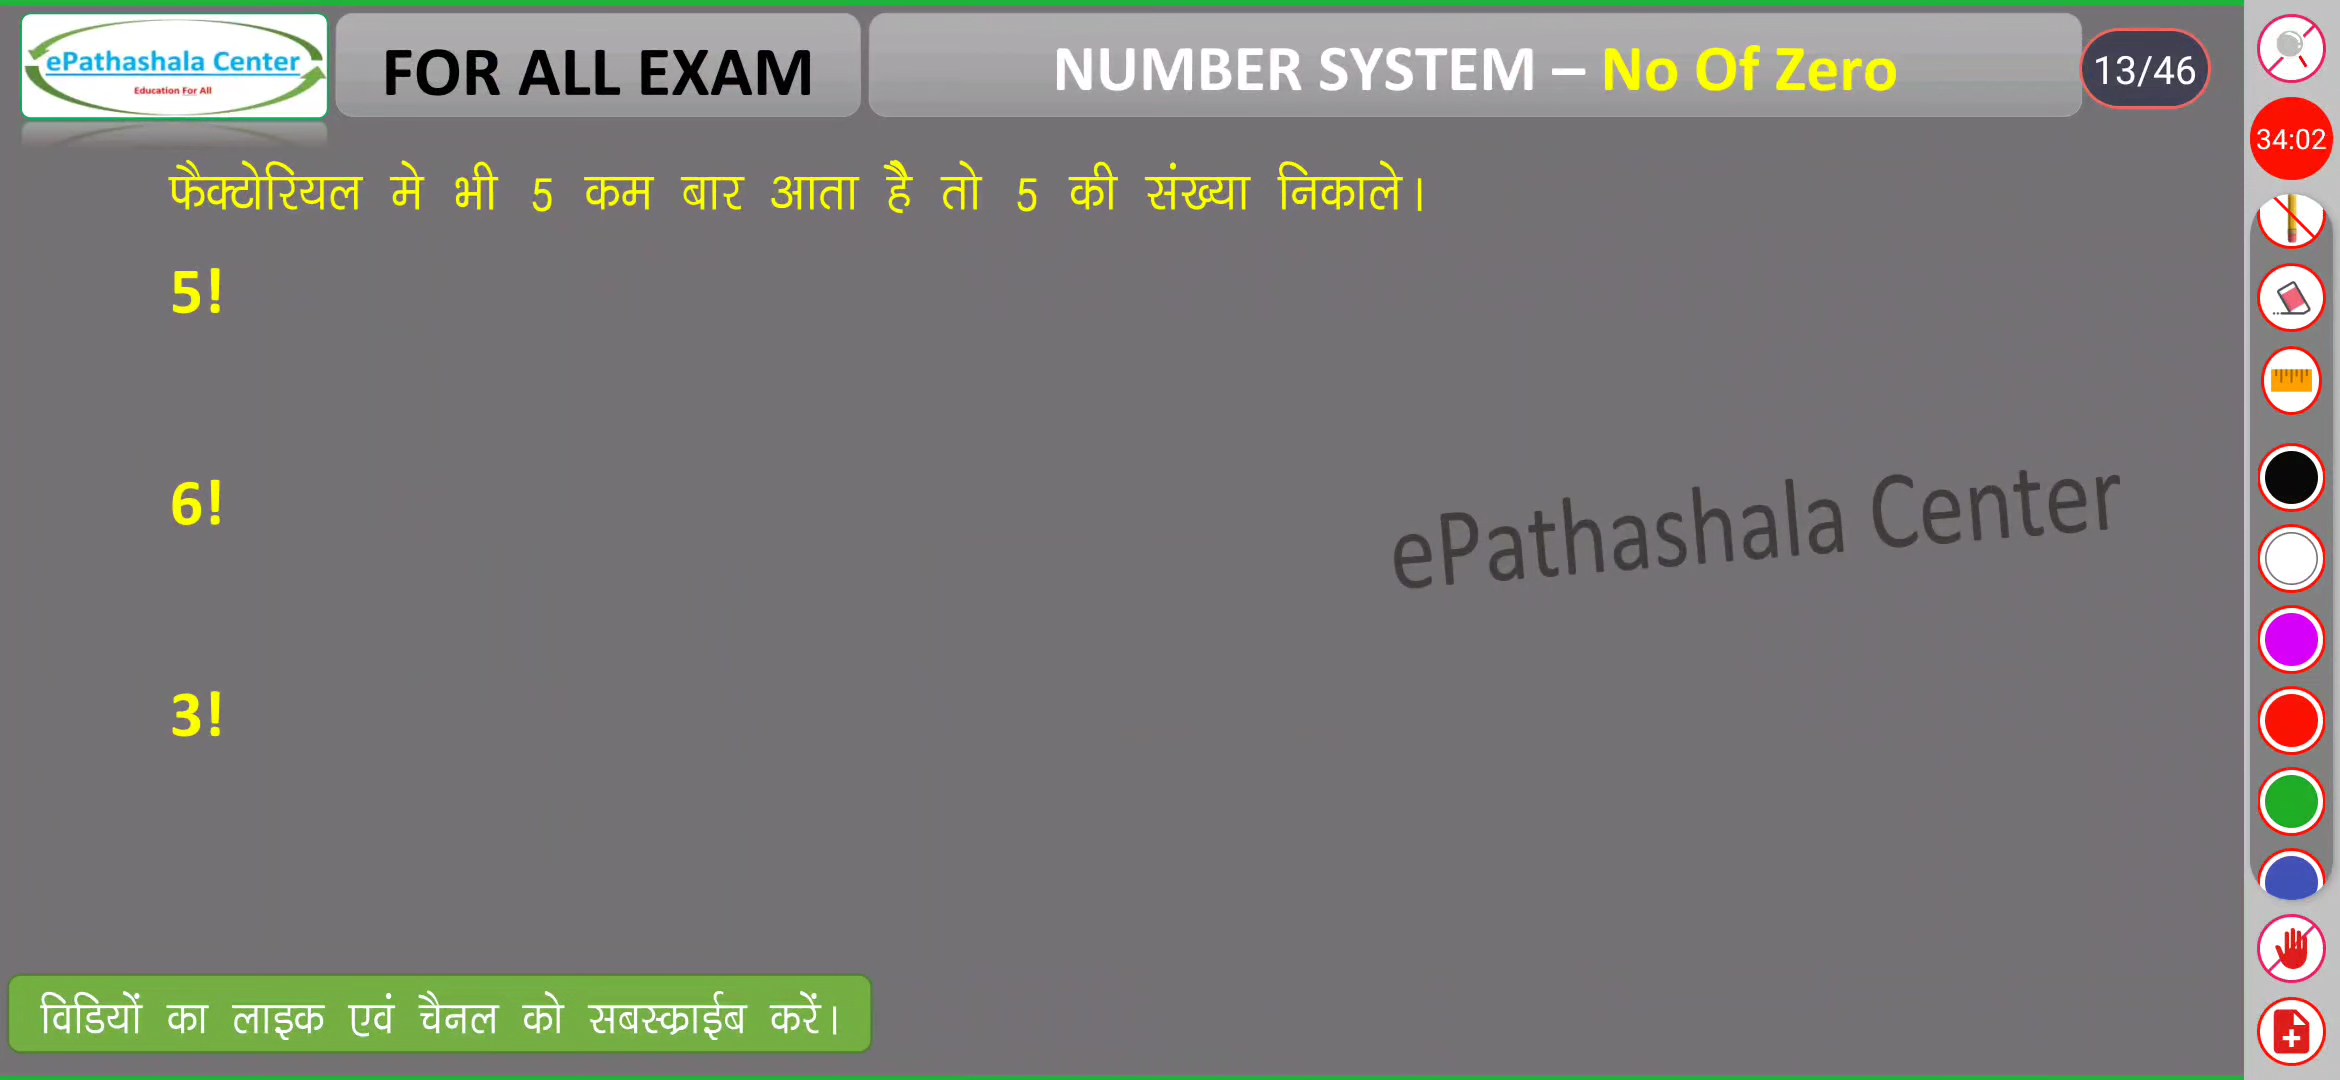 ePathashala Center
Education For All
FOR ALL EXAM
NUMBER SYSTEM – No Of Zero
13/46
34:02
फैक्टोरियल मे भी 5 कम बार आता है तो 5 की संख्या निकाले।
5!
6!
ePathashala Center
3!
विडियों का लाइक एवं चैनल को सबस्क्राईब करें।